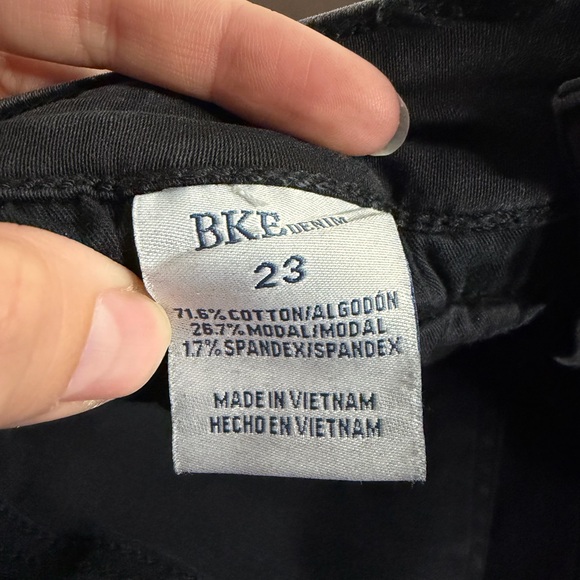 BKE DENIM
23
71.6% COTTON/ALGODÓN
26.7% MODAL/MODAL
1.7% SPANDEX/SPANDEX
MADE IN VIETNAM
HECHO EN VIETNAM